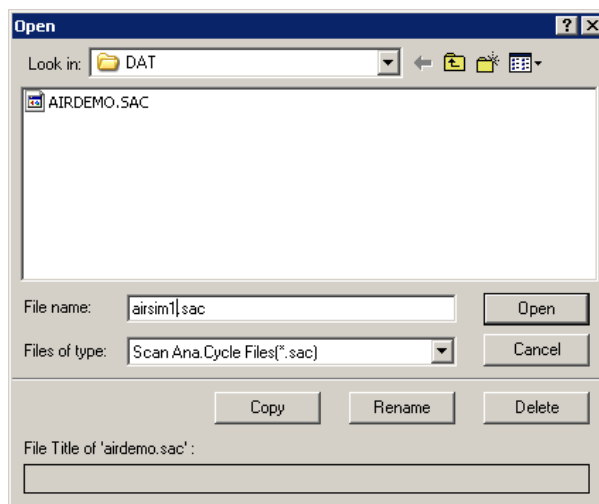 Open
Look in: DAT
AIRDEMO.SAC
File name: airsim1.sac Open
Files of type: Scan Ana.Cycle Files(*.sac) Cancel
Copy Rename Delete
File Title of 'airdemo.sac' :